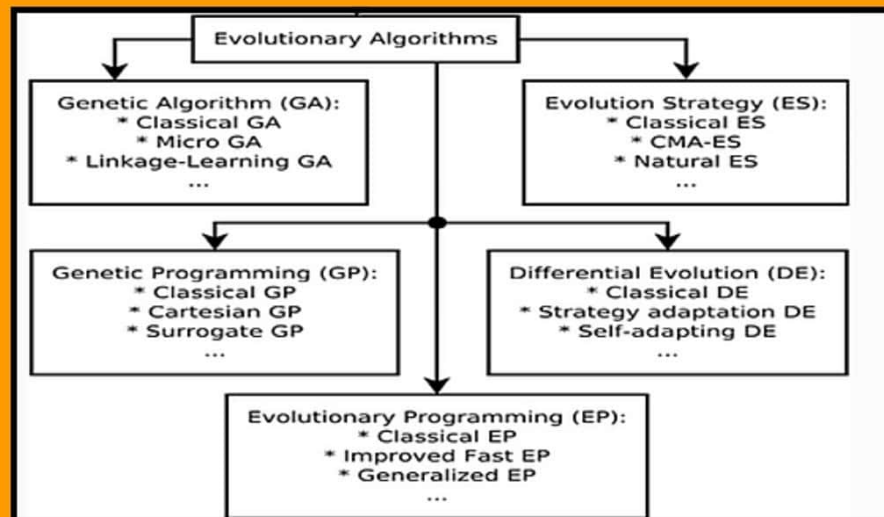 Evolutionary Algorithms
Genetic Algorithm (GA):
* Classical GA
* Micro GA
* Linkage-Learning GA
...
Evolution Strategy (ES):
* Classical ES
* CMA-ES
* Natural ES
...
Genetic Programming (GP):
* Classical GP
* Cartesian GP
* Surrogate GP
...
Differential Evolution (DE):
* Classical DE
* Strategy adaptation DE
* Self-adapting DE
...
Evolutionary Programming (EP):
* Classical EP
* Improved Fast EP
* Generalized EP
...